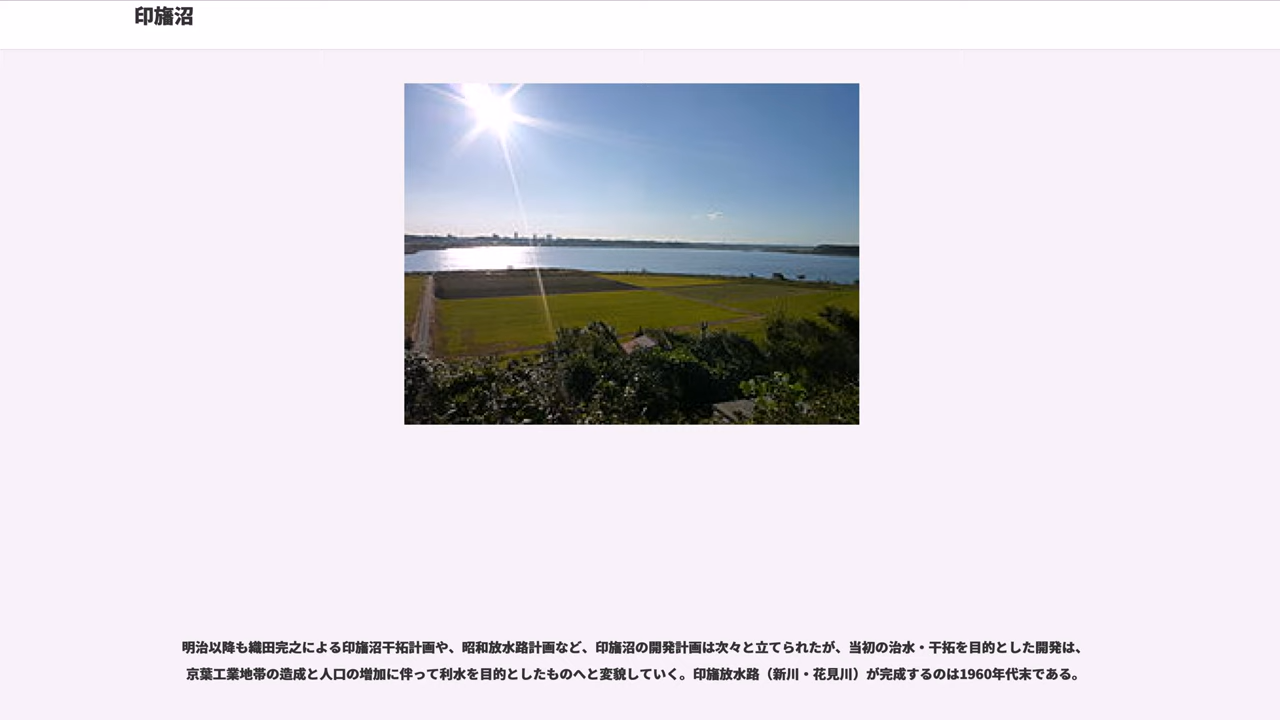 印旛沼
明治以降も織田完之による印旛沼干拓計画や、昭和放水路計画など、印旛沼の開発計画は次々と立てられたが、当初の治水・干拓を目的とした開発は、
京葉工業地帯の造成と人口の増加に伴って利水を目的としたものへと変貌していく。印旛放水路（新川・花見川）が完成するのは1960年代末である。